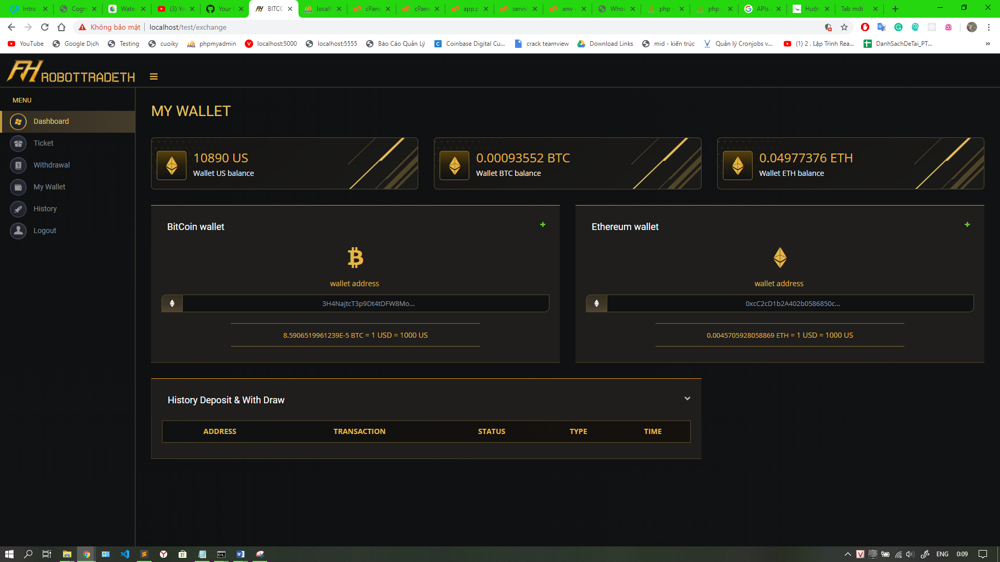 Intro
Cogn
Wate
(3) Yo
Your
BITCC
localh
cPane
cPane
app.p
servic
.env -
Whoo
php -
php -
APIs
Hướn
Tab mới
Không bảo mật
localhost/test/exchange
YouTube
Google Dịch
Testing
cuoiky
phpmyadmin
localhost:5000
localhost:5555
Báo Cáo Quản Lý
Coinbase Digital Cu...
crack teamview
Download Links
mid - kiến trúc
Quản lý Cronjobs v...
(1) 2 . Lập Trình Rea...
DanhSachDeTai_PT...
FH ROBOTTRADETH
MENU
Dashboard
Ticket
Withdrawal
My Wallet
History
Logout
MY WALLET
10890 US
Wallet US balance
0.00093552 BTC
Wallet BTC balance
0.04977376 ETH
Wallet ETH balance
BitCoin wallet
wallet address
3H4NajtcT3p9Dt4tDFW8Mo...
8.5906519961239E-5 BTC = 1 USD = 1000 US
Ethereum wallet
wallet address
0xcC2cD1b2A402b0586850c...
0.0045705928058869 ETH = 1 USD = 1000 US
History Deposit & With Draw
ADDRESS TRANSACTION STATUS TYPE TIME
ENG
0:09